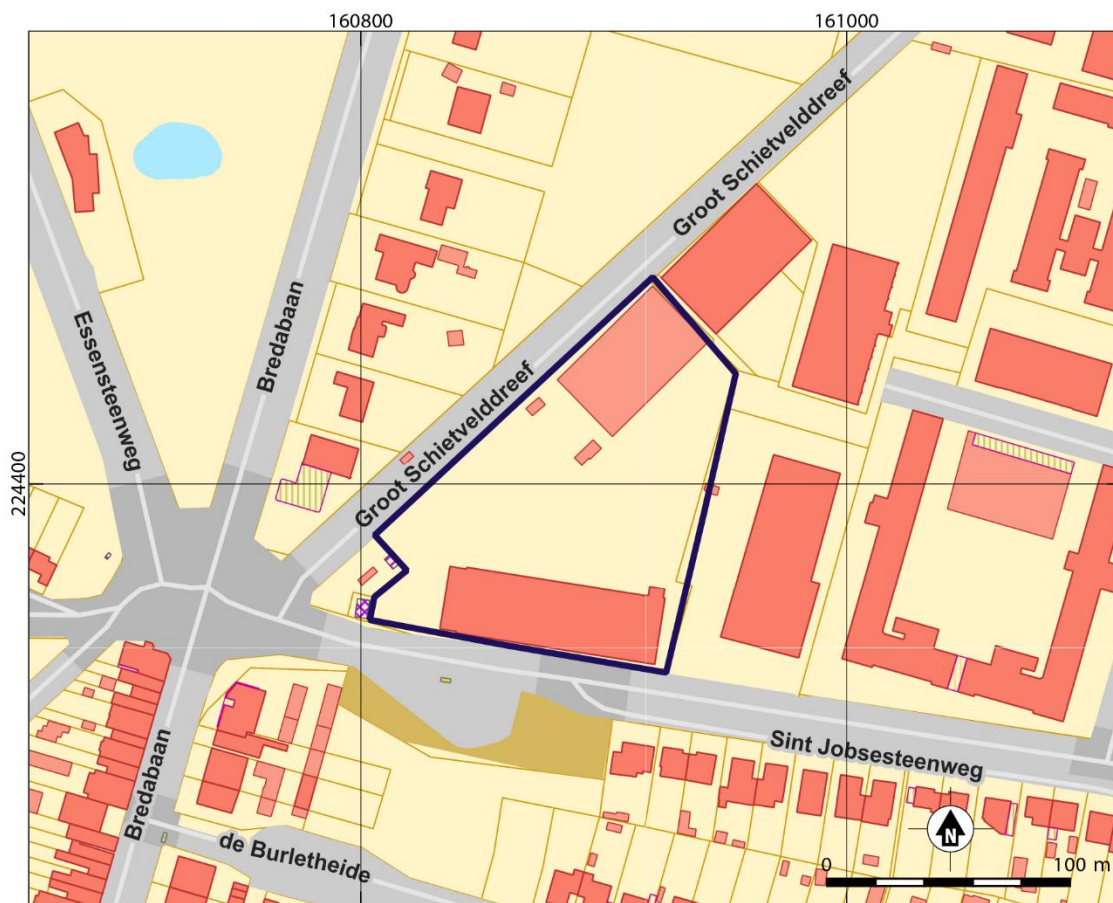 160800
161000
Groot Schietvelddreef
Essensteenweg
Bredabaan
Groot Schietvelddreef
224400
Sint Jobsesteenweg
Bredabaan
de Burletheide
N
0
100 m